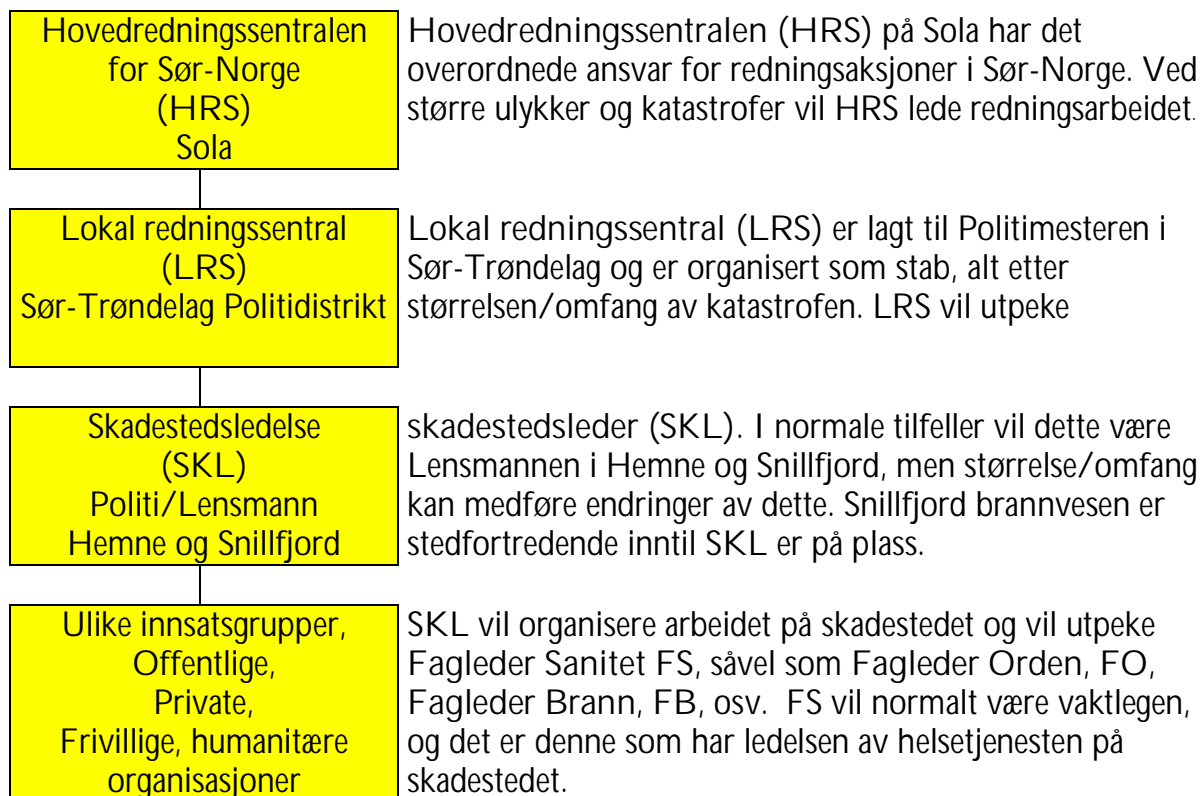 Hovedredningssentralen
for Sør-Norge
(HRS)
Sola
Hovedredningssentralen (HRS) på Sola har det
overordnede ansvar for redningsaksjoner i Sør-Norge. Ved
større ulykker og katastrofer vil HRS lede redningsarbeidet.
Lokal redningssentral
(LRS)
Sør-Trøndelag Politidistrikt
Lokal redningssentral (LRS) er lagt til Politimesteren i
Sør-Trøndelag og er organisert som stab, alt etter
størrelsen/omfang av katastrofen. LRS vil utpeke
Skadestedsledelse
(SKL)
Politi/Lensmann
Hemne og Snillfjord
skadestedsleder (SKL). I normale tilfeller vil dette være
Lensmannen i Hemne og Snillfjord, men størrelse/omfang
kan medføre endringer av dette. Snillfjord brannvesen er
stedfortredende inntil SKL er på plass.
Ulike innsatsgrupper,
Offentlige,
Private,
Frivillige, humanitære
organisasjoner
SKL vil organisere arbeidet på skadestedet og vil utpeke
Fagleder Sanitet FS, såvel som Fagleder Orden, FO,
Fagleder Brann, FB, osv. FS vil normalt være vaktlegen,
og det er denne som har ledelsen av helsetjenesten på
skadestedet.